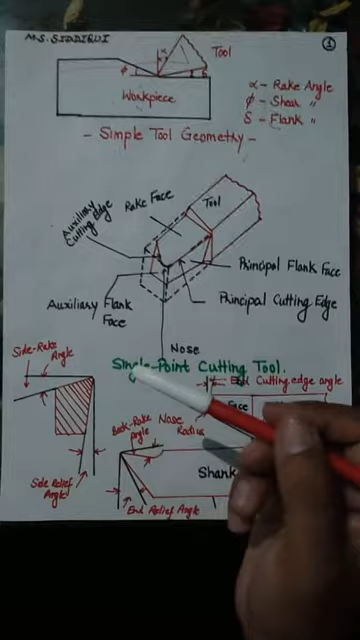 M.S. SIDDIQUI
1
α
Tool
ϕ
δ
Workpiece
α - Rake Angle
ϕ - Shear "
δ - Flank "
- Simple Tool Geometry -
Auxiliary
Cutting edge
Rake Face
Tool
Principal Flank Face
Auxiliary Flank
Face
Principal Cutting Edge
Nose
Single-Point Cutting Tool.
Side-Rake
Angle
End Cutting edge angle
Face
Back-Rake
Angle
Nose
Radius
Shank
Side Relief
Angle
End Relief Angle